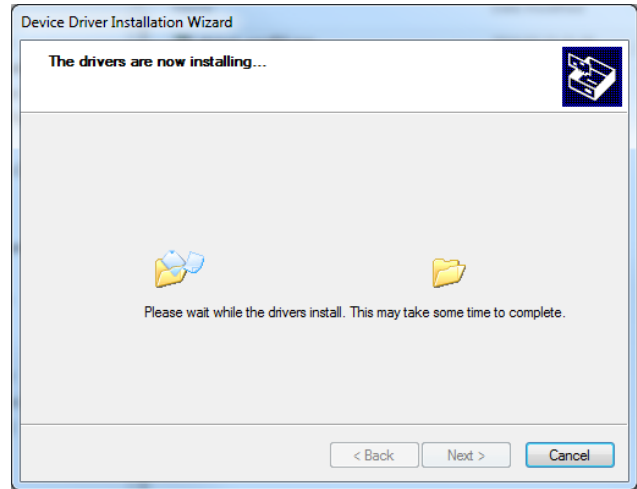 Device Driver Installation Wizard
The drivers are now installing...
Please wait while the drivers install. This may take some time to complete.
< Back Next > Cancel